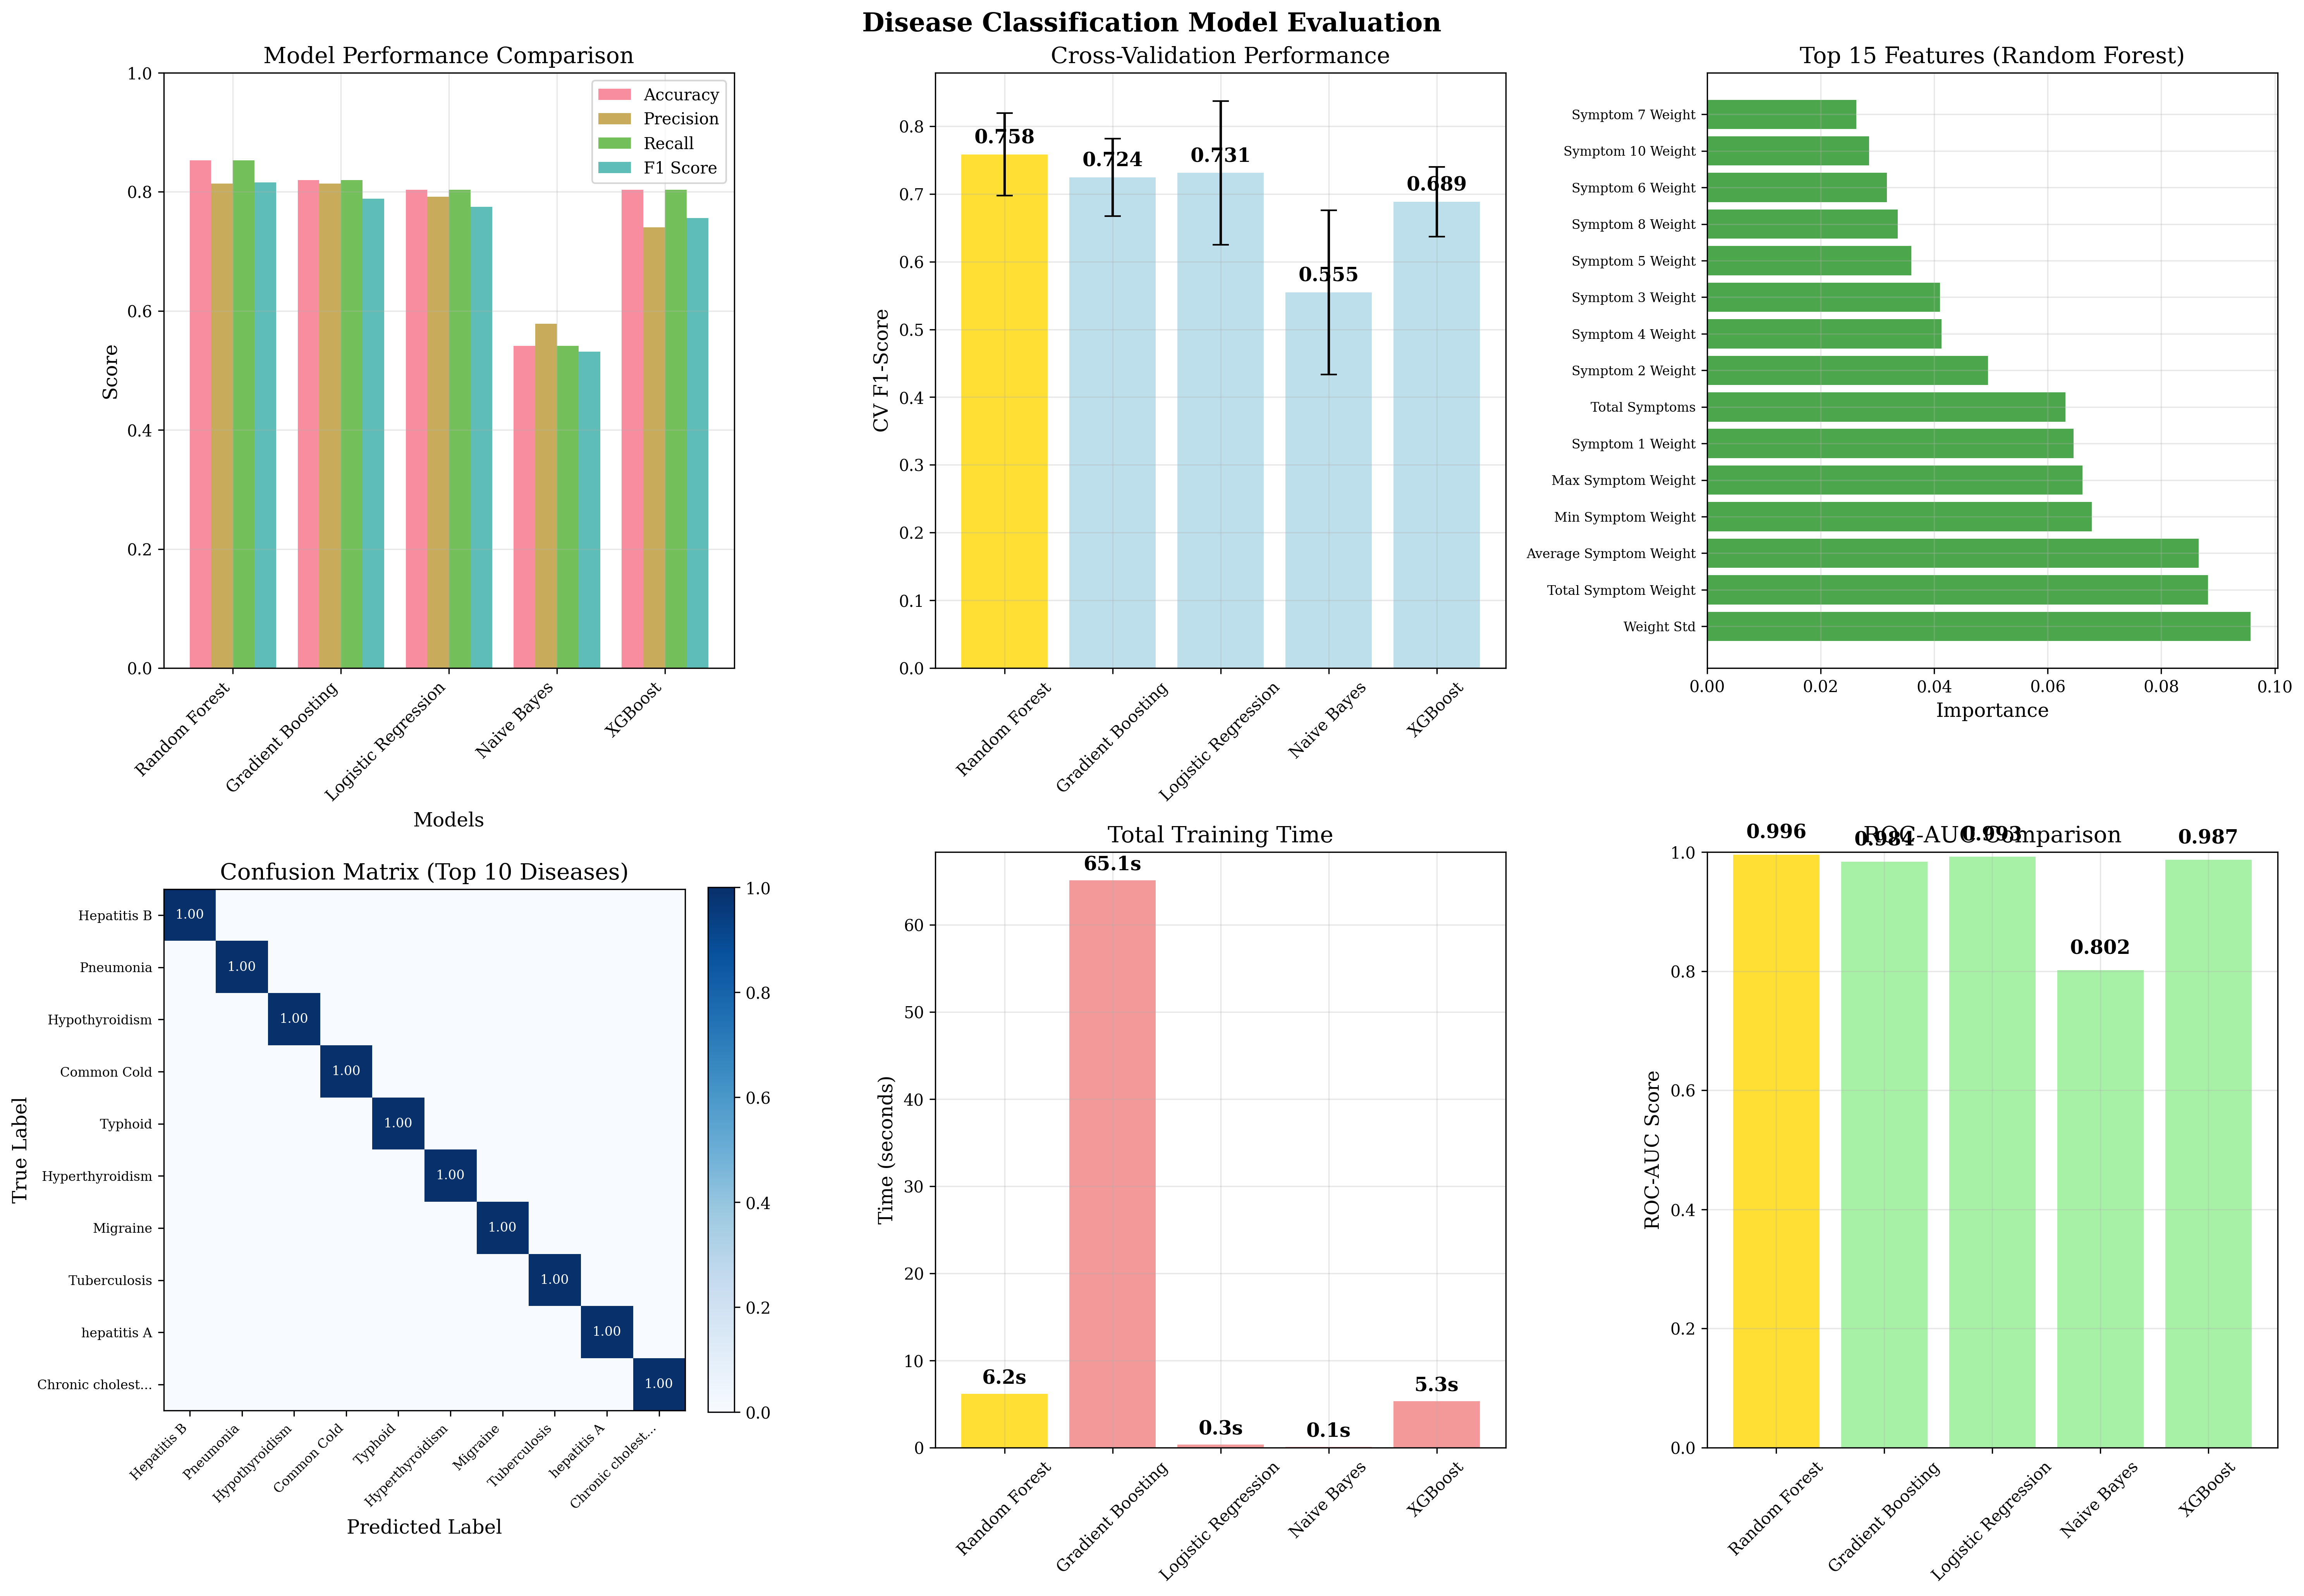 Disease Classification Model Evaluation
Model Performance Comparison
Score
1.0
0.8
0.6
0.4
0.2
0.0
Accuracy
Precision
Recall
F1 Score
Random Forest
Gradient Boosting
Logistic Regression
Naive Bayes
XGBoost
Models
Cross-Validation Performance
CV F1-Score
0.8
0.7
0.6
0.5
0.4
0.3
0.2
0.1
0.0
0.758
0.724
0.731
0.555
0.689
Random Forest
Gradient Boosting
Logistic Regression
Naive Bayes
XGBoost
Top 15 Features (Random Forest)
Symptom 7 Weight
Symptom 10 Weight
Symptom 6 Weight
Symptom 8 Weight
Symptom 5 Weight
Symptom 3 Weight
Symptom 4 Weight
Symptom 2 Weight
Total Symptoms
Symptom 1 Weight
Max Symptom Weight
Min Symptom Weight
Average Symptom Weight
Total Symptom Weight
Weight Std
0.00 0.02 0.04 0.06 0.08 0.10
Importance
Confusion Matrix (Top 10 Diseases)
True Label
Hepatitis B
Pneumonia
Hypothyroidism
Common Cold
Typhoid
Hyperthyroidism
Migraine
Tuberculosis
hepatitis A
Chronic cholest...
1.00
1.00
1.00
1.00
1.00
1.00
1.00
1.00
1.00
1.00
Hepatitis B
Pneumonia
Hypothyroidism
Common Cold
Typhoid
Hyperthyroidism
Migraine
Tuberculosis
hepatitis A
Chronic cholest...
Predicted Label
1.0
0.8
0.6
0.4
0.2
0.0
Total Training Time
Time (seconds)
60
50
40
30
20
10
0
6.2s
65.1s
0.3s
0.1s
5.3s
Random Forest
Gradient Boosting
Logistic Regression
Naive Bayes
XGBoost
ROC-AUC Comparison
ROC-AUC Score
1.0
0.8
0.6
0.4
0.2
0.0
0.996
0.984
0.993
0.802
0.987
Random Forest
Gradient Boosting
Logistic Regression
Naive Bayes
XGBoost